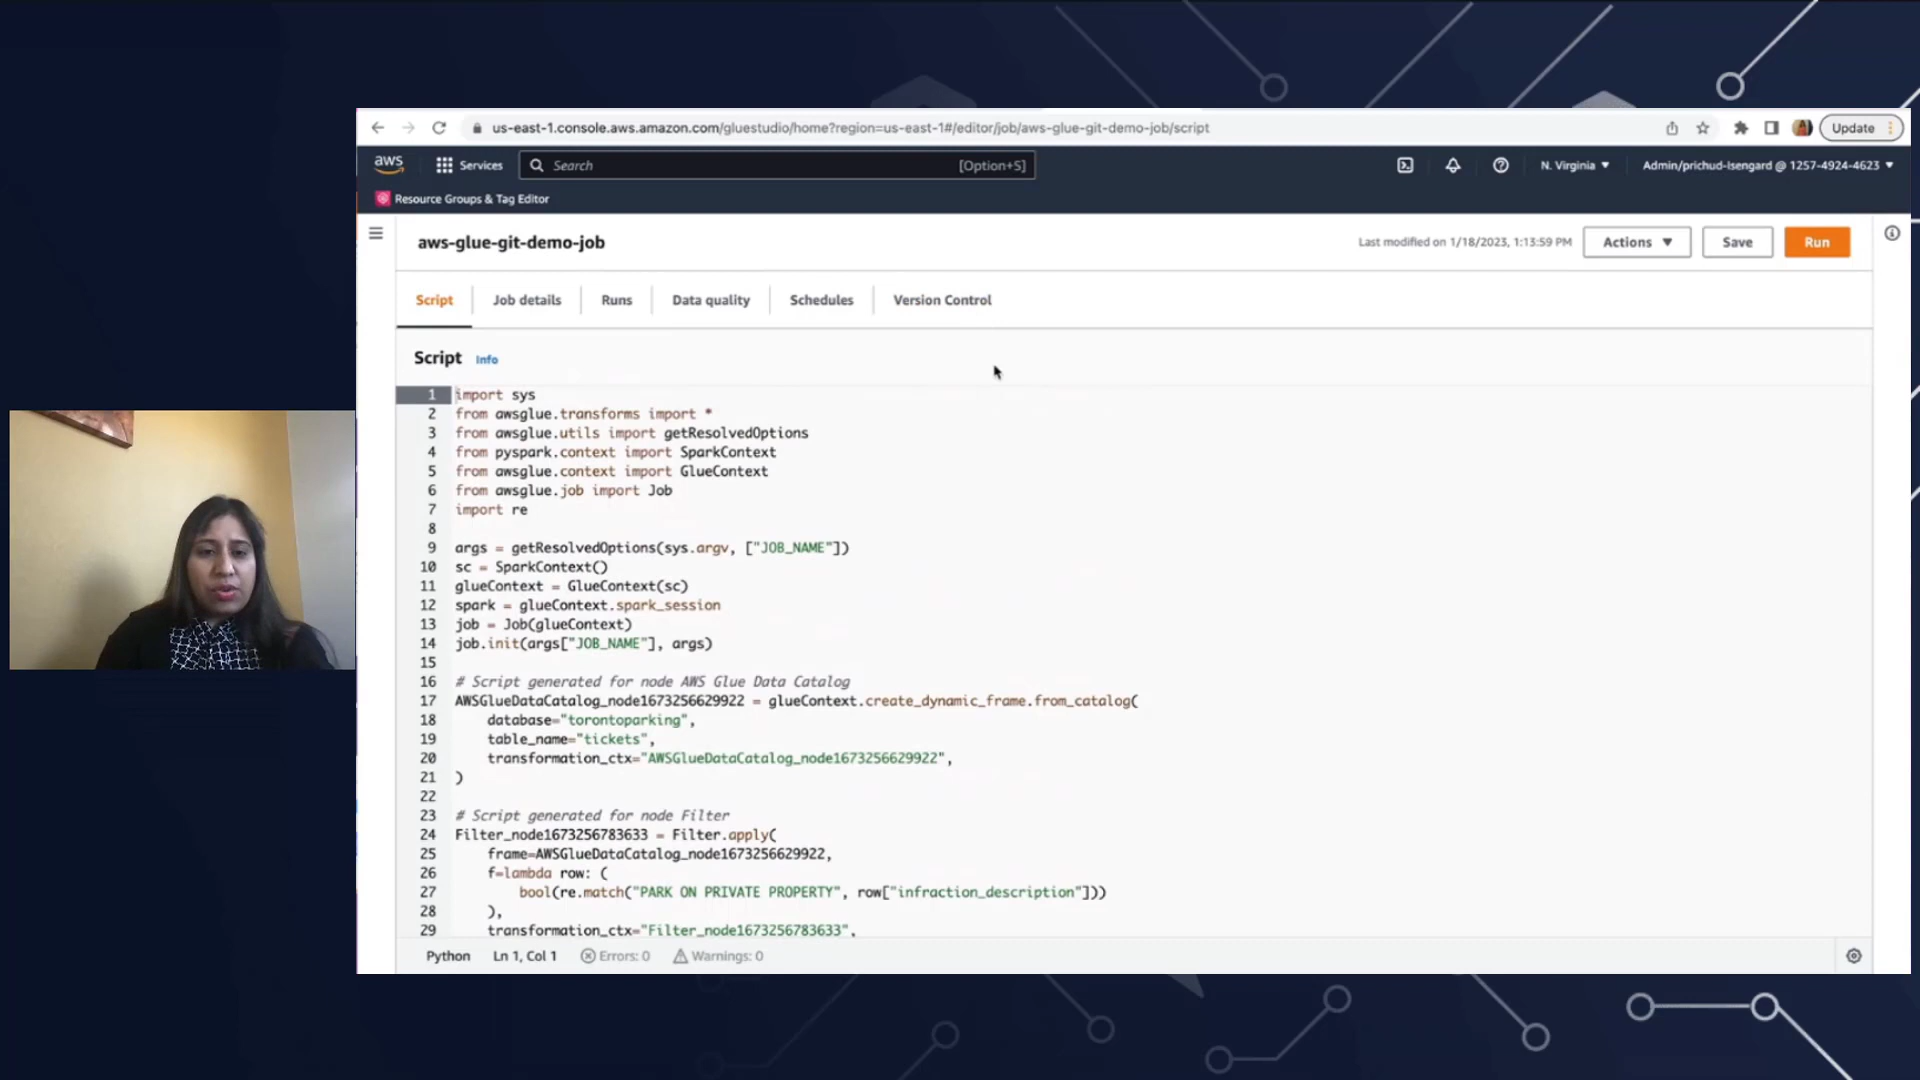 us-east-1.console.aws.amazon.com/gluestudio/home?region=us-east-1#/editor/job/aws-glue-git-demo-job/script
Update
aws
Services
Search
[Option+S]
N. Virginia
Admin/prichud-Isengard @ 1257-4924-4623
Resource Groups & Tag Editor
aws-glue-git-demo-job
Last modified on 1/18/2023, 1:13:59 PM
Actions
Save
Run
Script
Job details
Runs
Data quality
Schedules
Version Control
Script Info
1 import sys
2 from awsglue.transforms import *
3 from awsglue.utils import getResolvedOptions
4 from pyspark.context import SparkContext
5 from awsglue.context import GlueContext
6 from awsglue.job import Job
7 import re
8
9 args = getResolvedOptions(sys.argv, ["JOB_NAME"])
10 sc = SparkContext()
11 glueContext = GlueContext(sc)
12 spark = glueContext.spark_session
13 job = Job(glueContext)
14 job.init(args["JOB_NAME"], args)
15
16 # Script generated for node AWS Glue Data Catalog
17 AWSGlueDataCatalog_node1673256629922 = glueContext.create_dynamic_frame.from_catalog(
18 database="torontoparking",
19 table_name="tickets",
20 transformation_ctx="AWSGlueDataCatalog_node1673256629922",
21 )
22
23 # Script generated for node Filter
24 Filter_node1673256783633 = Filter.apply(
25 frame=AWSGlueDataCatalog_node1673256629922,
26 f=lambda row: (
27 bool(re.match("PARK ON PRIVATE PROPERTY", row["infraction_description"]))
28 ),
29 transformation_ctx="Filter_node1673256783633",
Python
Ln 1, Col 1
Errors: 0
Warnings: 0